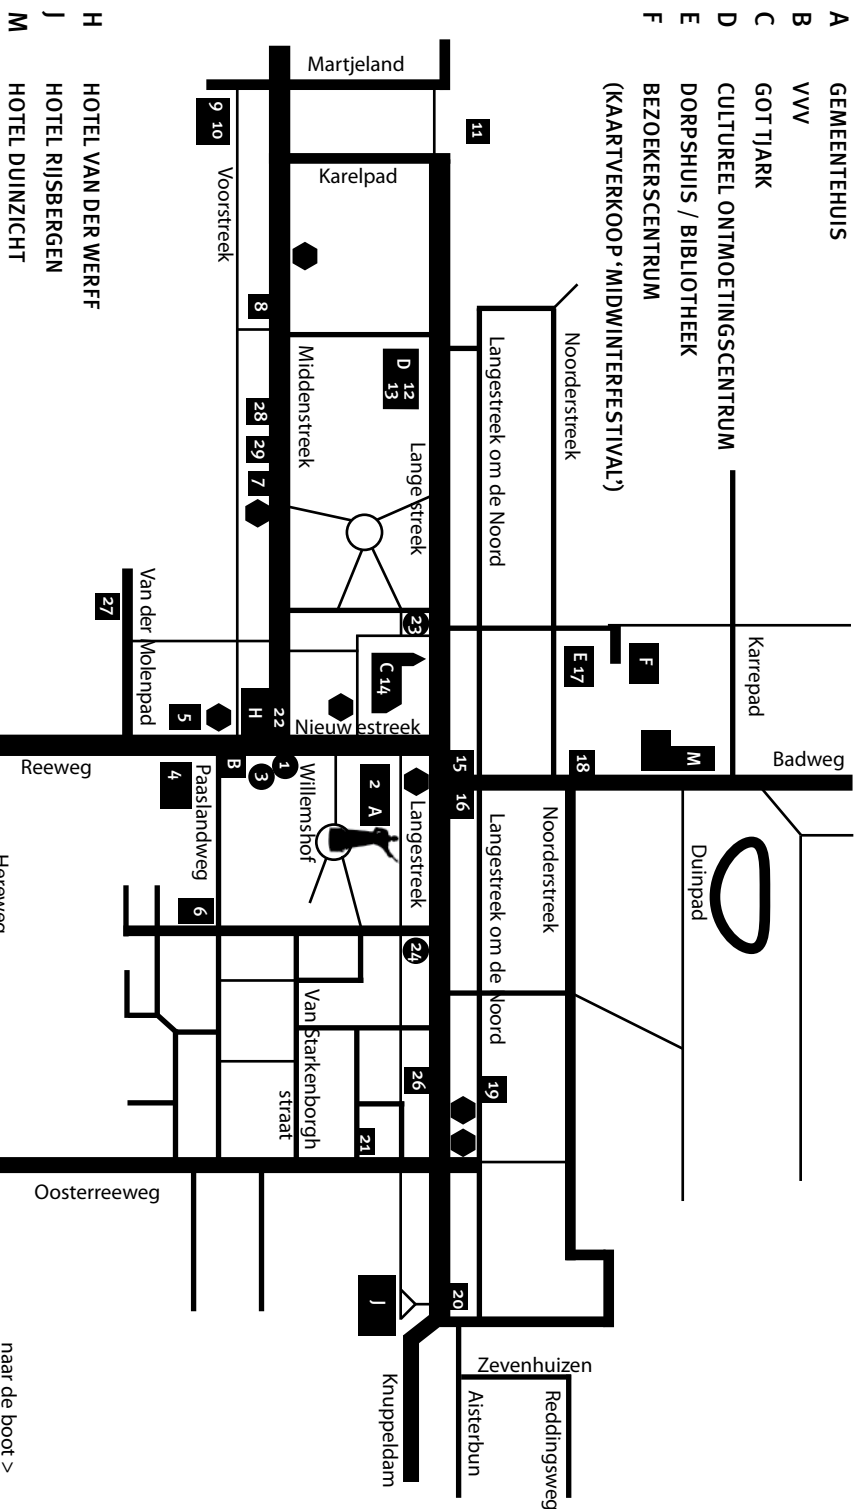 A GEMEENTEHUIS
B VVV
C GOT TJARK
D CULTUREEL ONTMOETINGSCENTRUM
E DORPSHUIS / BIBLIOTHEEK
F BEZOEKERSCENTRUM
(KAARTVERKOOP ‘MIDWINTERFESTIVAL’)
H HOTEL VAN DER WERFF
J HOTEL RIJSBERGEN
M HOTEL DUINZICHT
Martjeland
11
9 10
Voorstreek
Karelpad
8
Middenstreek
D 12
13
Langestreek
Langestreek om de Noord
Noorderstreek
28
29
7
27
Van der Molenpad
5
H
22
Nieuwestreek
23
C 14
E 17
F
M
Karrepad
Badweg
18
15
16
Reeweg
4
Paaslandweg
B
3
1
Willemshof
2 A
Langestreek
Langestreek om de Noord
Noorderstreek
Duinpad
6
24
Van Starkenborgh
straat
26
21
19
Oosterreeweg
J
20
Knuppeldam
Zevenhuizen
Aisterbun
Reddingsweg
Hereweg
naar de boot >